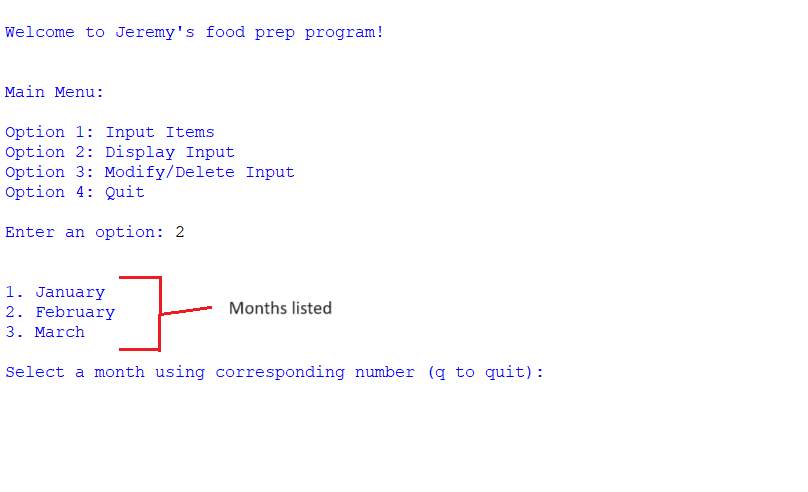 Welcome to Jeremy's food prep program!
Main Menu:
Option 1: Input Items
Option 2: Display Input
Option 3: Modify/Delete Input
Option 4: Quit
Enter an option: 2
1. January
2. February
3. March
Months listed
Select a month using corresponding number (q to quit):